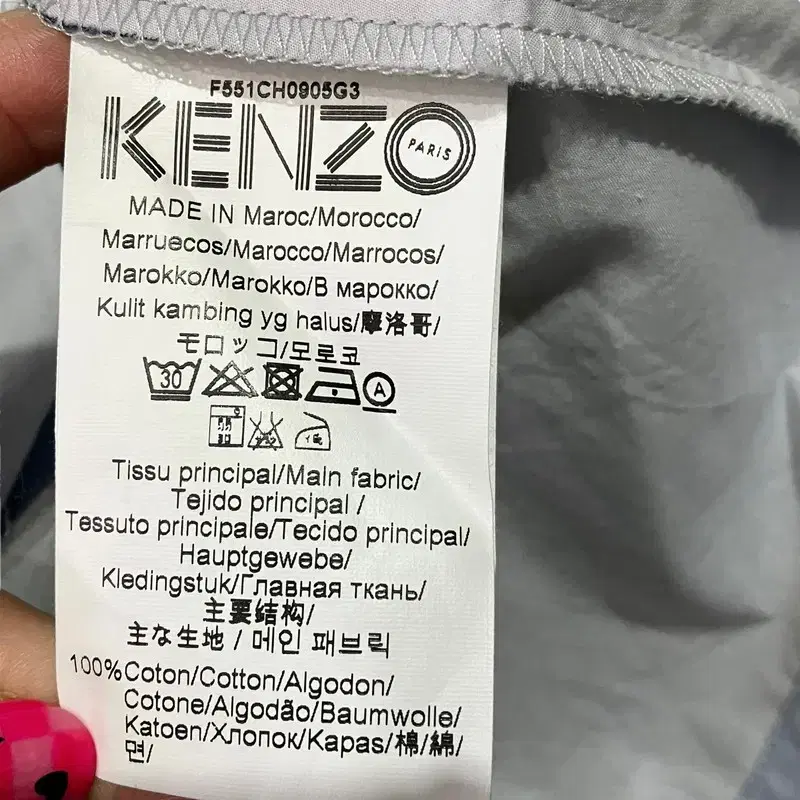 F551CH0905G3
KENZO PARIS
MADE IN Maroc/Morocco/
Marruecos/Marocco/Marrocos/
Marokko/Marokko/В марокко/
Kulit kambing yg halus/摩洛哥/
モロッコ/모로코
30 A
Tissu principal/Main fabric/
Tejido principal /
Tessuto principale/Tecido principal/
Hauptgewebe/
Kledingstuk/Главная ткань/
主要结构/
主な生地 / 메인 패브릭
100%Coton/Cotton/Algodon/
Cotone/Algodão/Baumwolle/
Katoen/Хлопок/Kapas/棉/綿/
면/